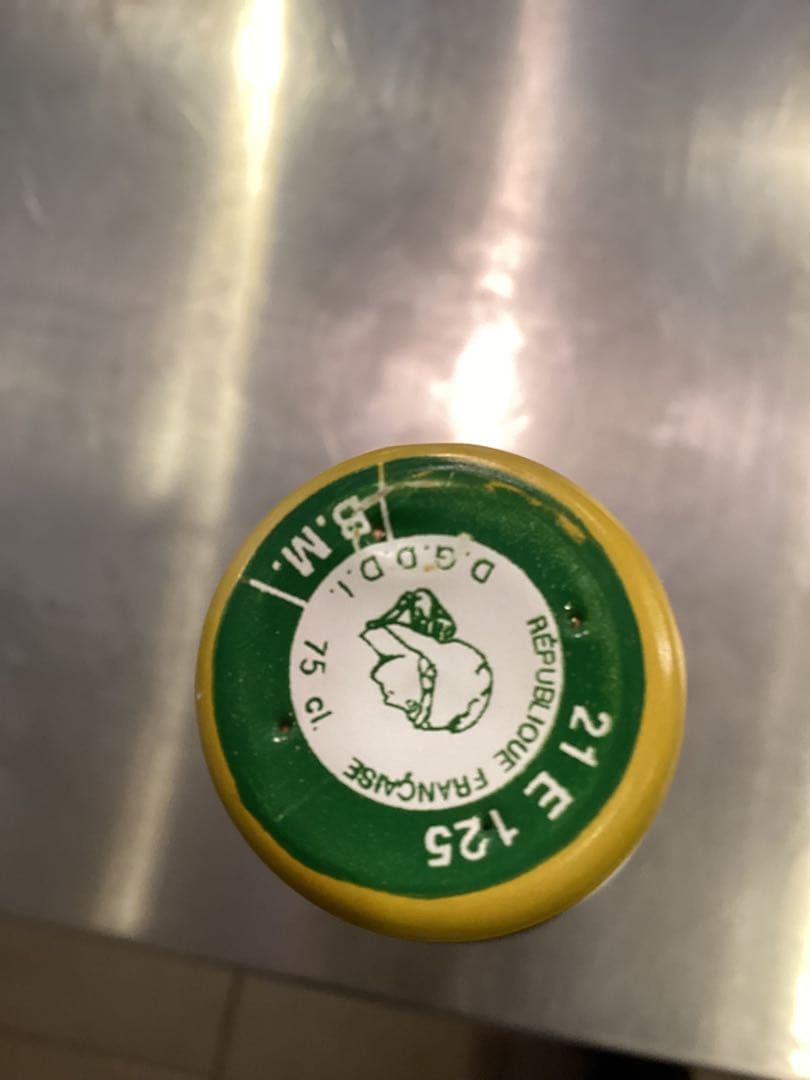 21 E 125
B.M.
RÉPUBLIQUE FRANÇAISE
75 cl.
D.G.D.D.I.